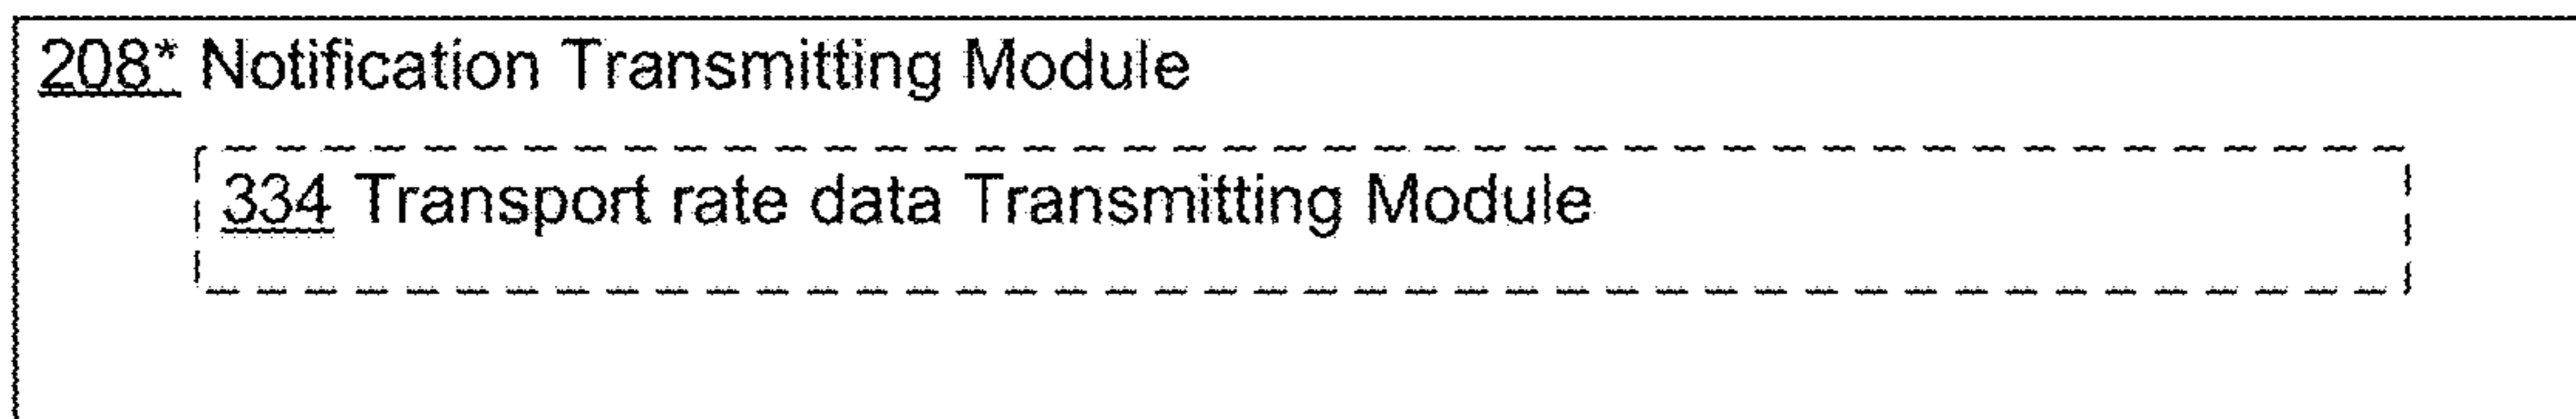 208* Notification Transmitting Module
334 Transport rate data Transmitting Module